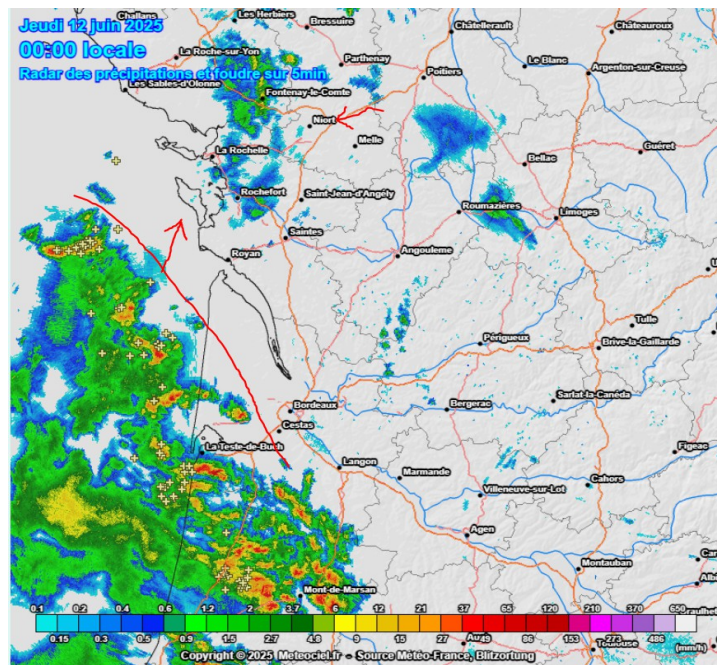 Challans
Les Herbiers
Bressuire
Châtellerault
Châteauroux
Jeudi 12 juin 2025
00:00 locale
La Roche-sur-Yon
Parthenay
Le Blanc
Argenton-sur-Creuse
Radar des précipitations et foudre sur 5min
Poitiers
Les Sables-d'Olonne
Fontenay-le-Comte
Niort
Melle
La Rochelle
Bellac
Guéret
Rochefort
Saint-Jean-d'Angély
Roumazières
Limoges
Saintes
Royan
Angouleme
Tulle
Périgueux
Brive-la-Gaillarde
Bordeaux
Bergerac
Sarlat-la-Canéda
Cestas
La Teste-de-Buch
Figeac
Langon
Marmande
Cahors
Villeneuve-sur-Lot
Agen
Montauban
Mont-de-Marsan
0.1 0.2 0.4 0.6 1.2 2 3.7 6 12 21 37 65 120 210 370 650
0.15 0.3 0.5 0.9 1.5 2.7 4.8 9 15 27 49 86 153 273 486 (mm/h)
Toulouse
Copyright © 2025 Meteociel.fr - Source Météo-France, Blitzortung